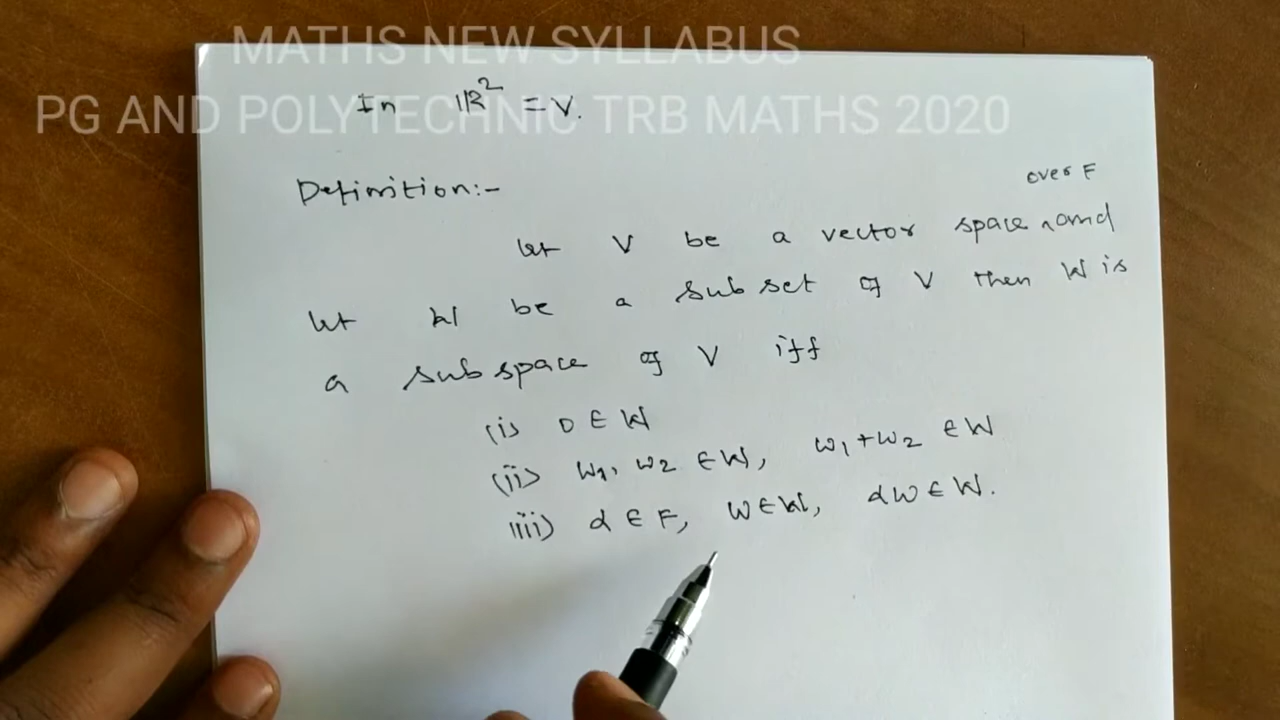 MATHS NEW SYLLABUS
PG AND POLYTECHNIC TRB MATHS 2020
In ℝ² = V.
Definition:-
over F
Let V be a vector space ^ and
let W be a subset of V then W is
a subspace of V iff
(i) 0 ∈ W
(ii) w₁, w₂ ∈ W, w₁ + w₂ ∈ W
(iii) α ∈ F, w ∈ W, αw ∈ W.